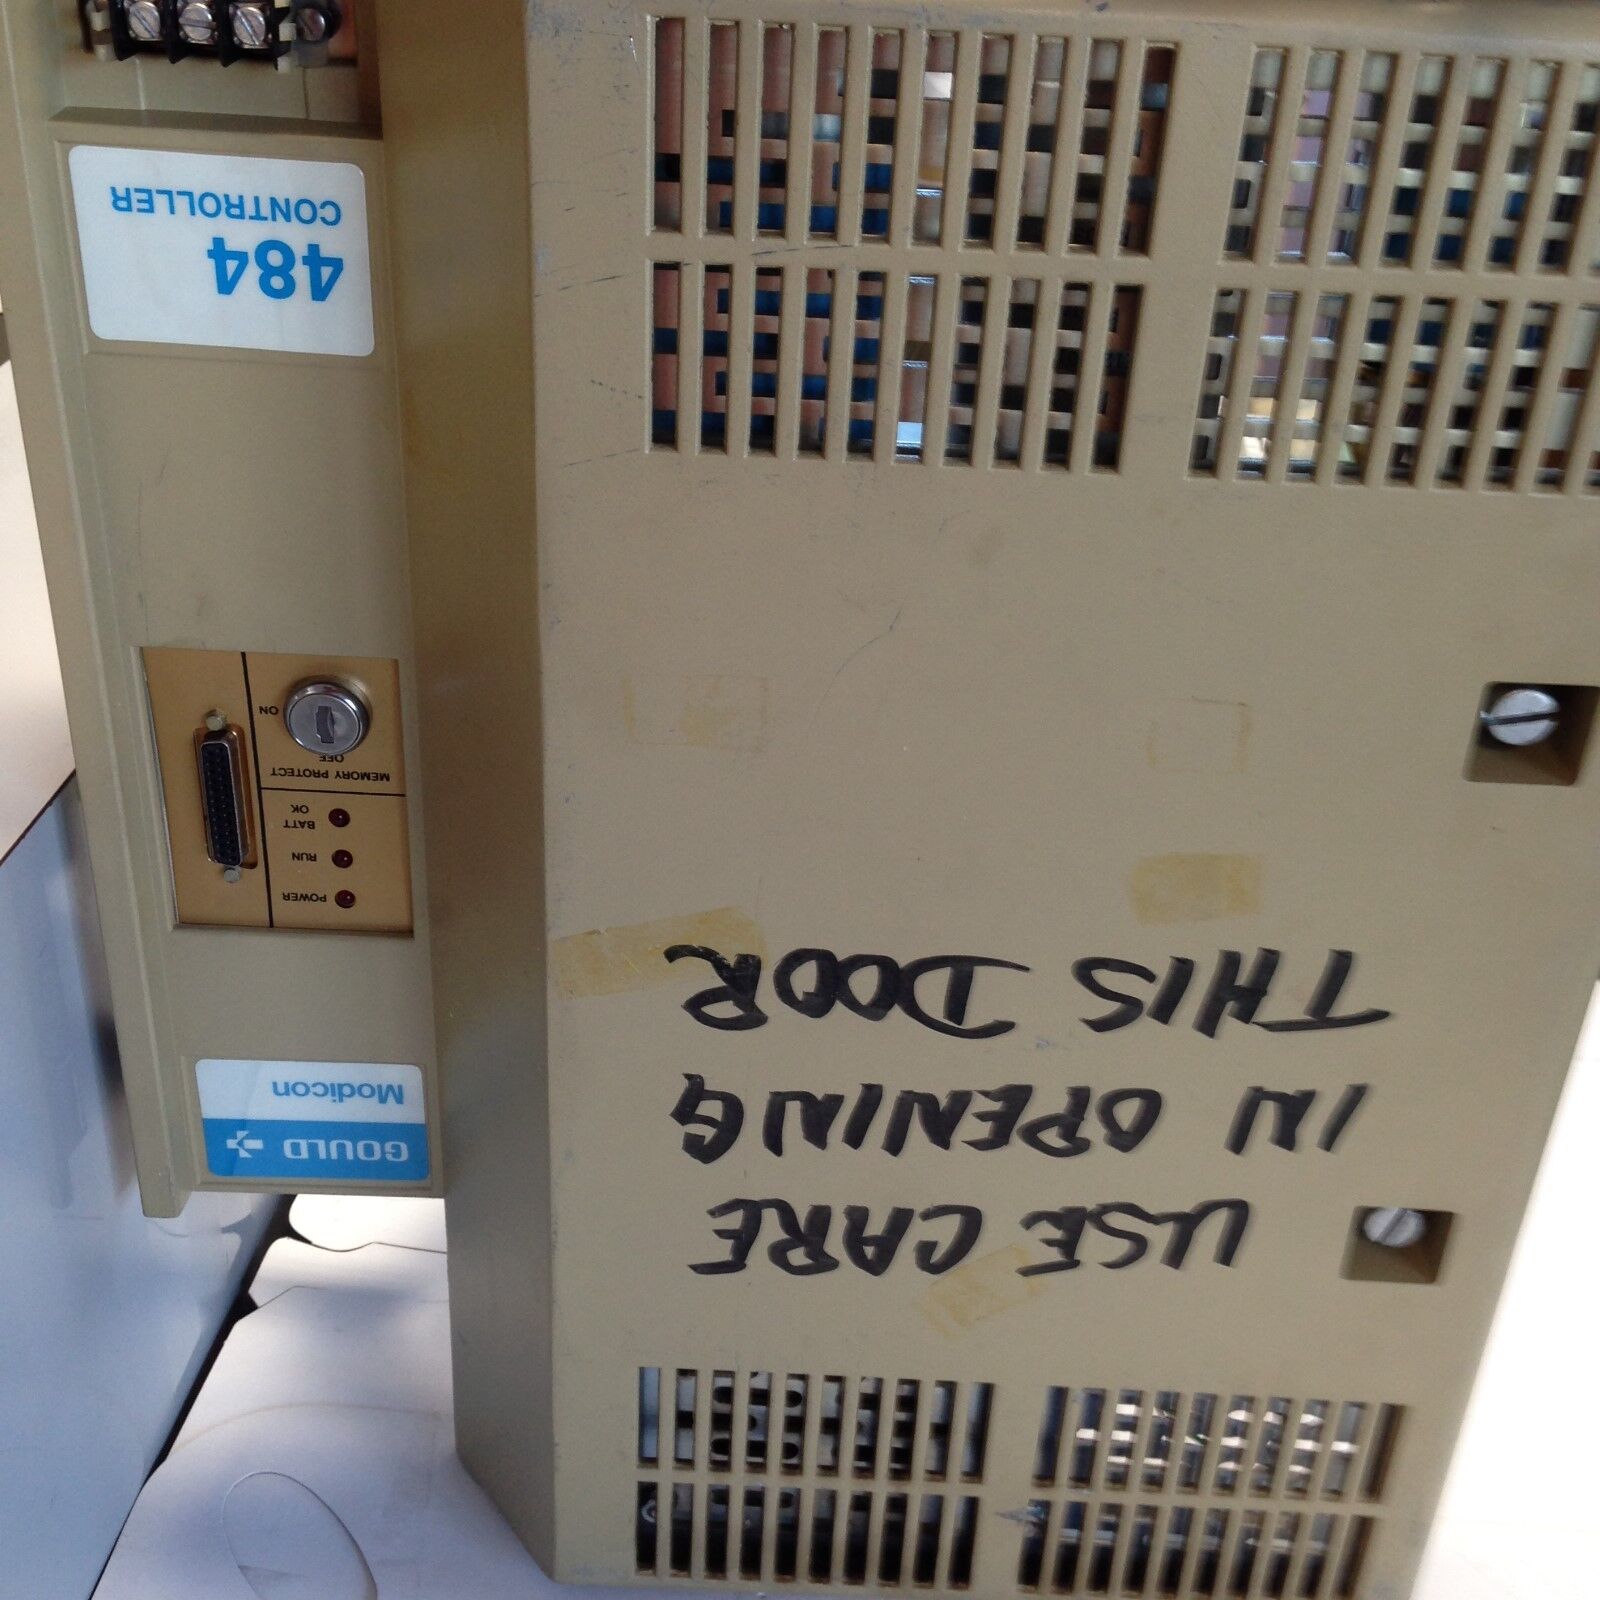 GOULD
Modicon
POWER
RUN
BATT
OK
MEMORY PROTECT
OFF
ON
484
CONTROLLER
USE CARE
IN OPENING
THIS DOOR